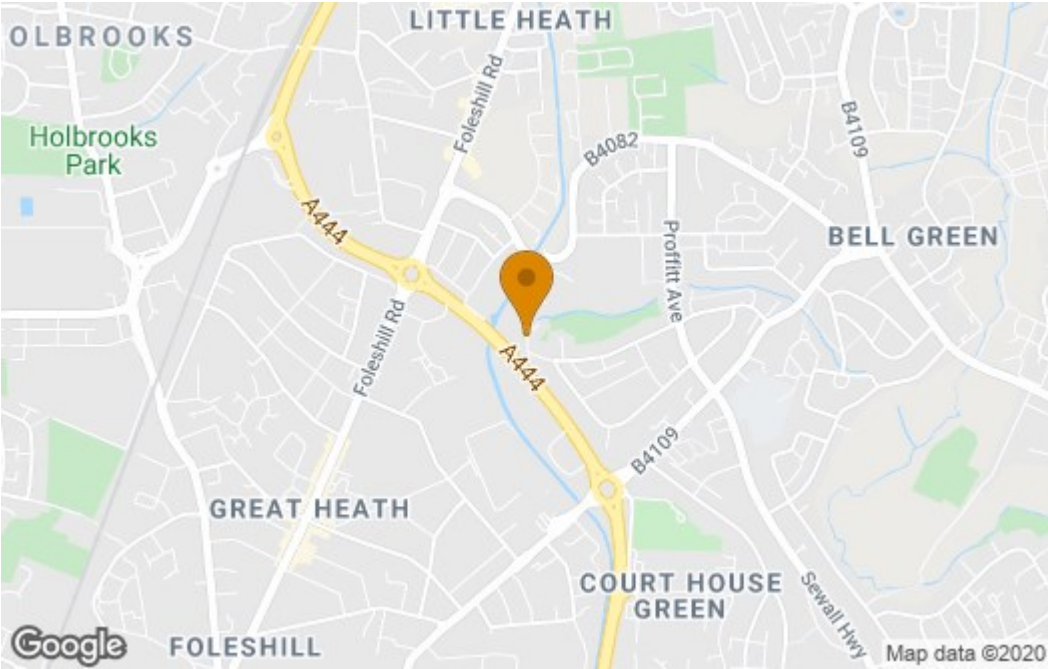 LITTLE HEATH
OLBROOKS
Foleshill Rd
B4109
Holbrooks
Park
B4082
A444
Proffitt Ave
BELL GREEN
Foleshill Rd
A444
B4109
GREAT HEATH
COURT HOUSE
GREEN
Sewall Hwy
FOLESHILL
Google
Map data ©2020